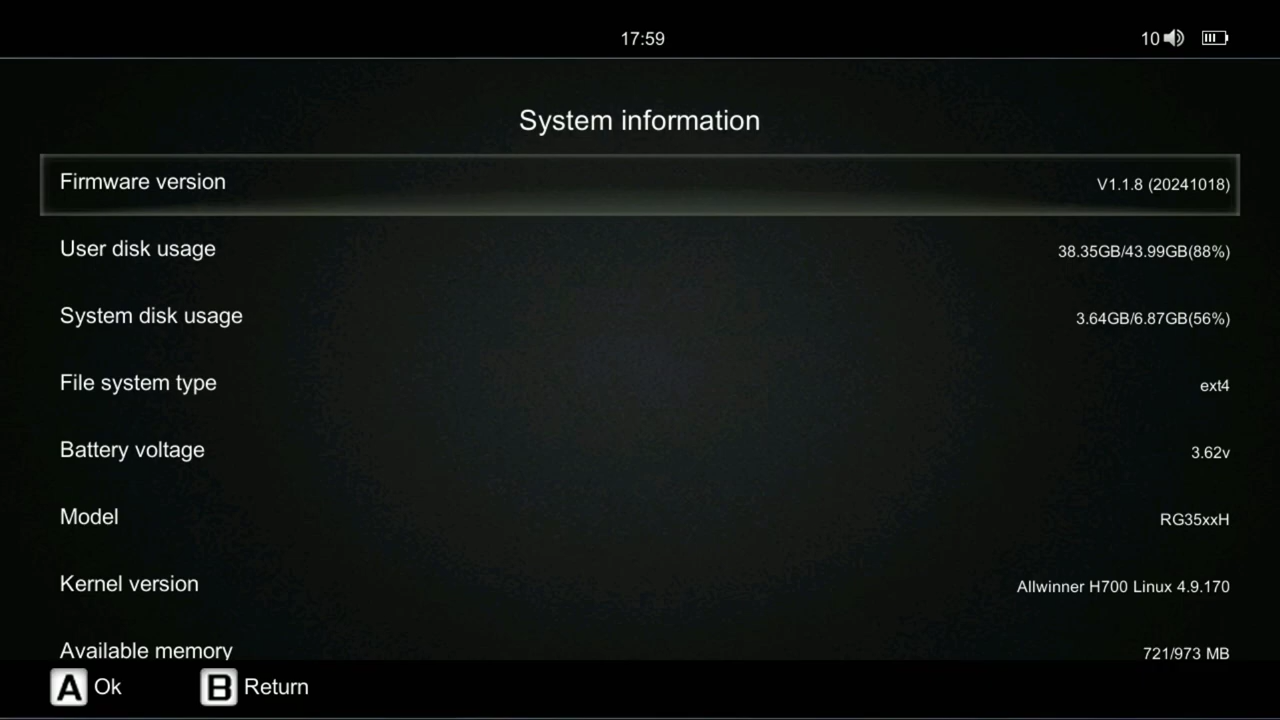 17:59
10
System information
Firmware version V1.1.8 (20241018)
User disk usage 38.35GB/43.99GB(88%)
System disk usage 3.64GB/6.87GB(56%)
File system type ext4
Battery voltage 3.62v
Model RG35xxH
Kernel version Allwinner H700 Linux 4.9.170
Available memory 721/973 MB
A Ok B Return